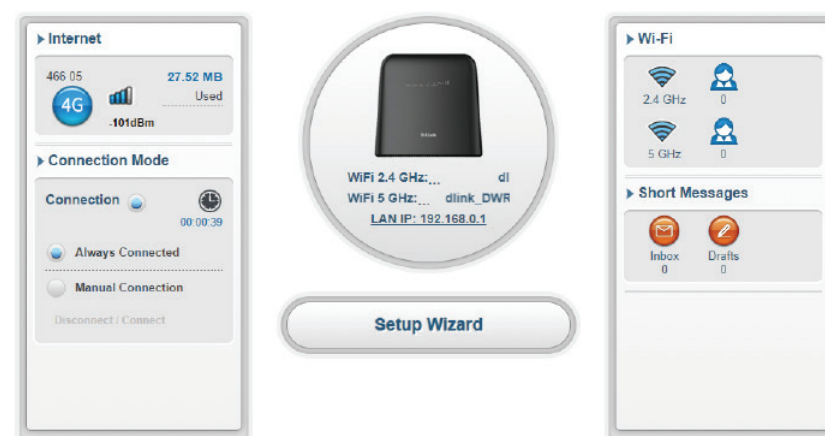 Internet
466 05
27.52 MB
4G
Used
-101dBm
Connection Mode
Connection
00:00:39
Always Connected
Manual Connection
Disconnect / Connect
D-Link
WiFi 2.4 GHz:... dl
WiFi 5 GHz:... dlink_DWR
LAN IP: 192.168.0.1
Setup Wizard
Wi-Fi
2.4 GHz 0
5 GHz 0
Short Messages
Inbox Drafts
0 0